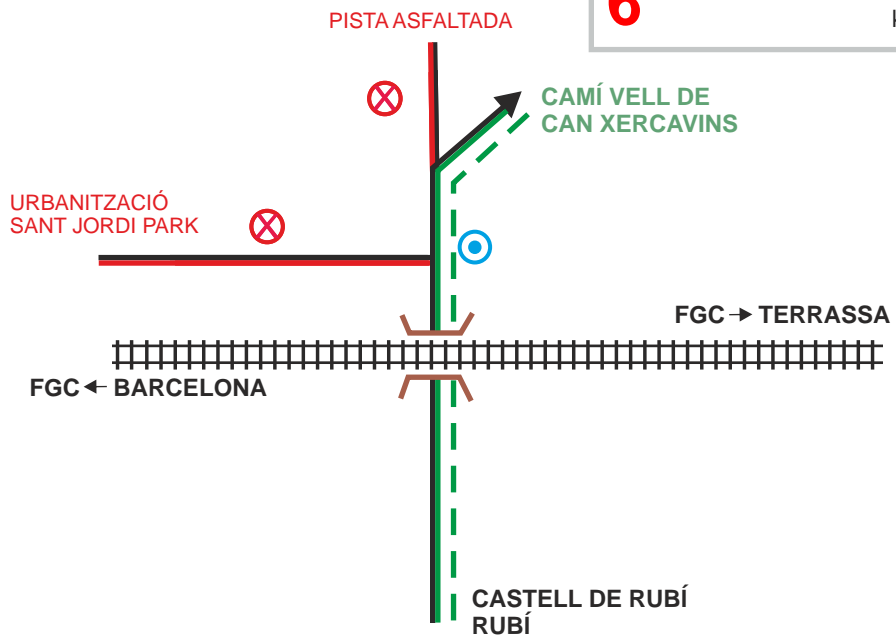 6
PISTA ASFALTADA
CAMÍ VELL DE
CAN XERCAVINS
URBANITZACIÓ
SANT JORDI PARK
FGC → TERRASSA
FGC ← BARCELONA
CASTELL DE RUBÍ
RUBÍ